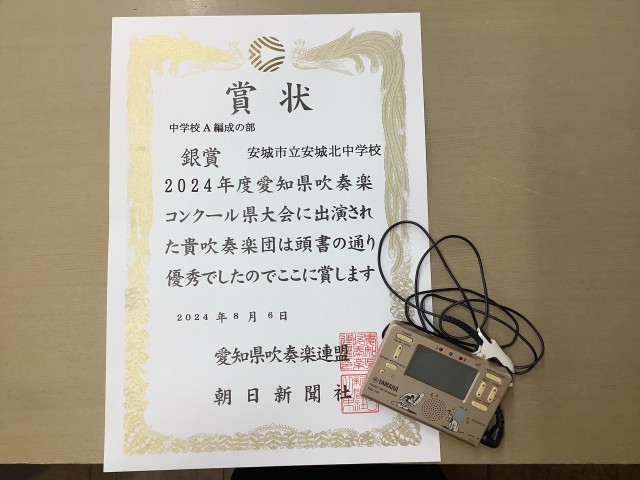 賞状
中学校A編成の部
銀賞 安城市立安城北中学校
2024年度愛知県吹奏楽
コンクール県大会に出演され
た貴吹奏楽団は頭書の通り
優秀でしたのでここに賞します
2024年8月6日
愛知県吹奏楽連盟
朝日新聞社
YAMAHA